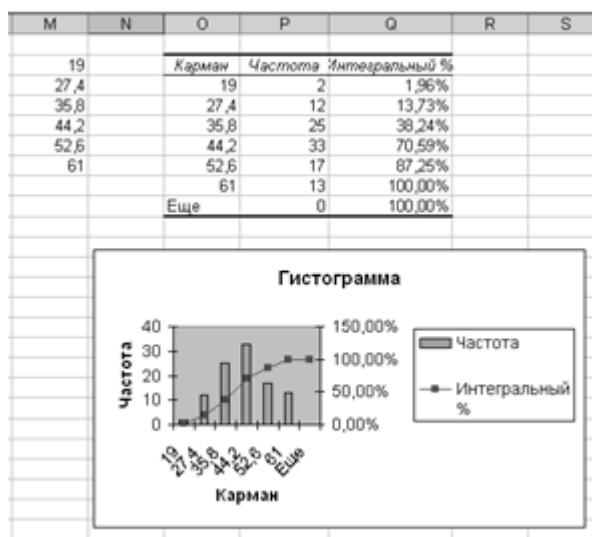 M N O P Q R S
19 Карман Частота Интегральный %
27,4 19 2 1,96%
35,8 27,4 12 13,73%
44,2 35,8 25 38,24%
52,6 44,2 33 70,59%
61 52,6 17 87,25%
61 13 100,00%
Еще 0 100,00%
Гистограмма
40 150,00%
30 100,00%
20 50,00%
10 0,00%
0
Частота
19 27,4 35,8 44,2 52,6 61 Еще
Карман
Частота
Интегральный
%